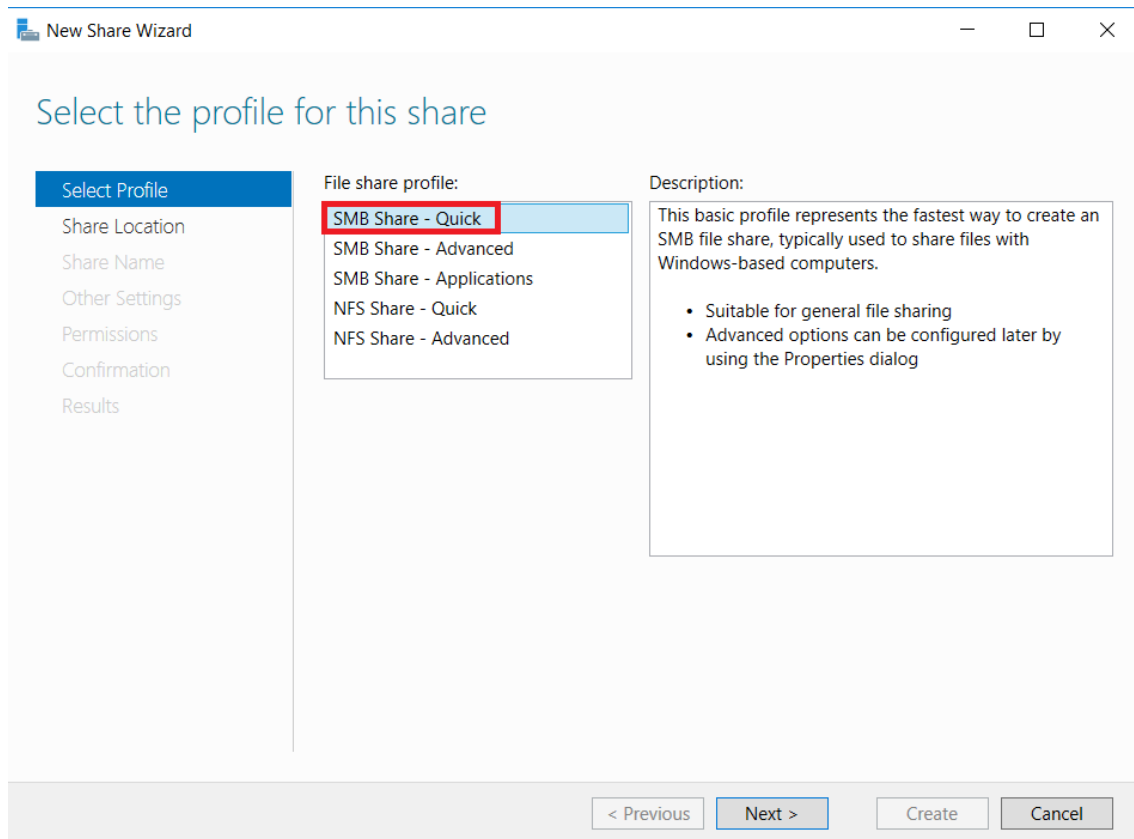 New Share Wizard
Select the profile for this share
Select Profile
Share Location
Share Name
Other Settings
Permissions
Confirmation
Results
File share profile:
SMB Share - Quick
SMB Share - Advanced
SMB Share - Applications
NFS Share - Quick
NFS Share - Advanced
Description:
This basic profile represents the fastest way to create an
SMB file share, typically used to share files with
Windows-based computers.
• Suitable for general file sharing
• Advanced options can be configured later by
using the Properties dialog
< Previous
Next >
Create
Cancel